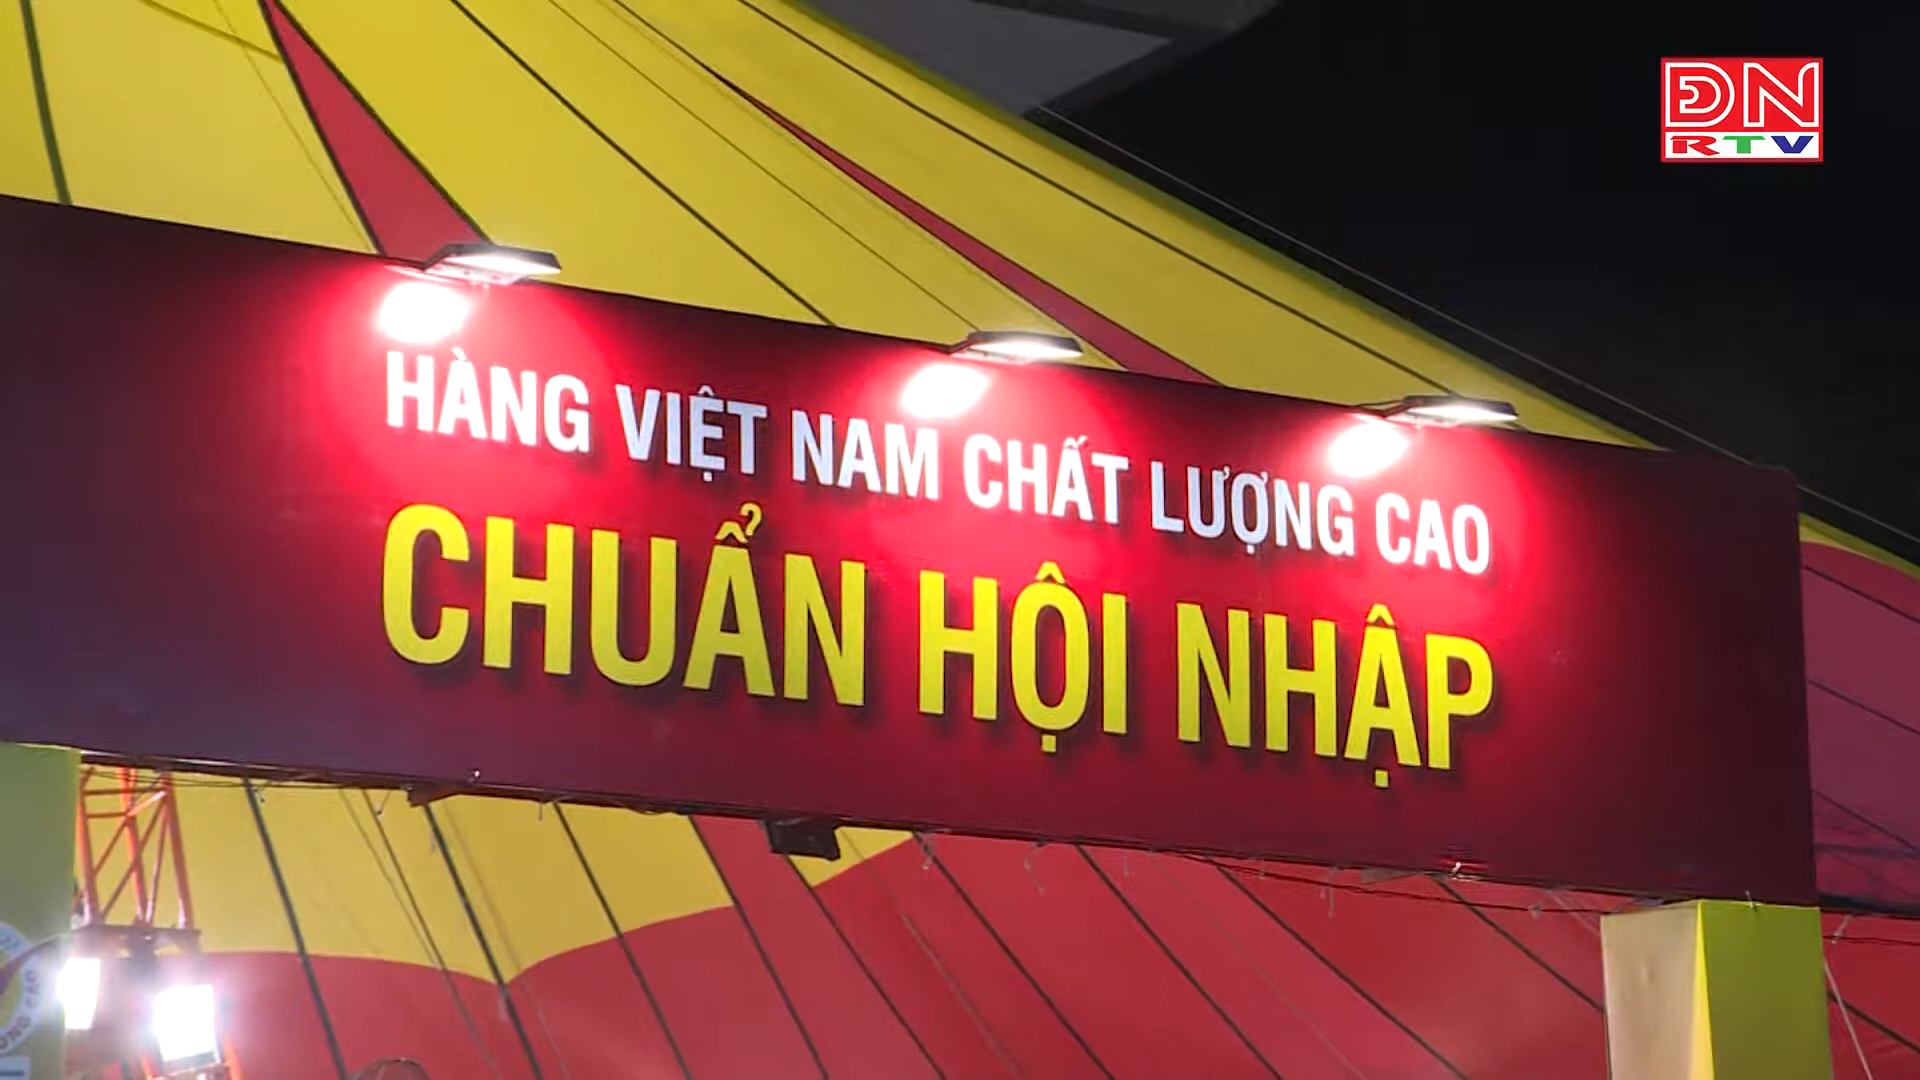 ĐN
RTV
HÀNG VIỆT NAM CHẤT LƯỢNG CAO
CHUẨN HỘI NHẬP